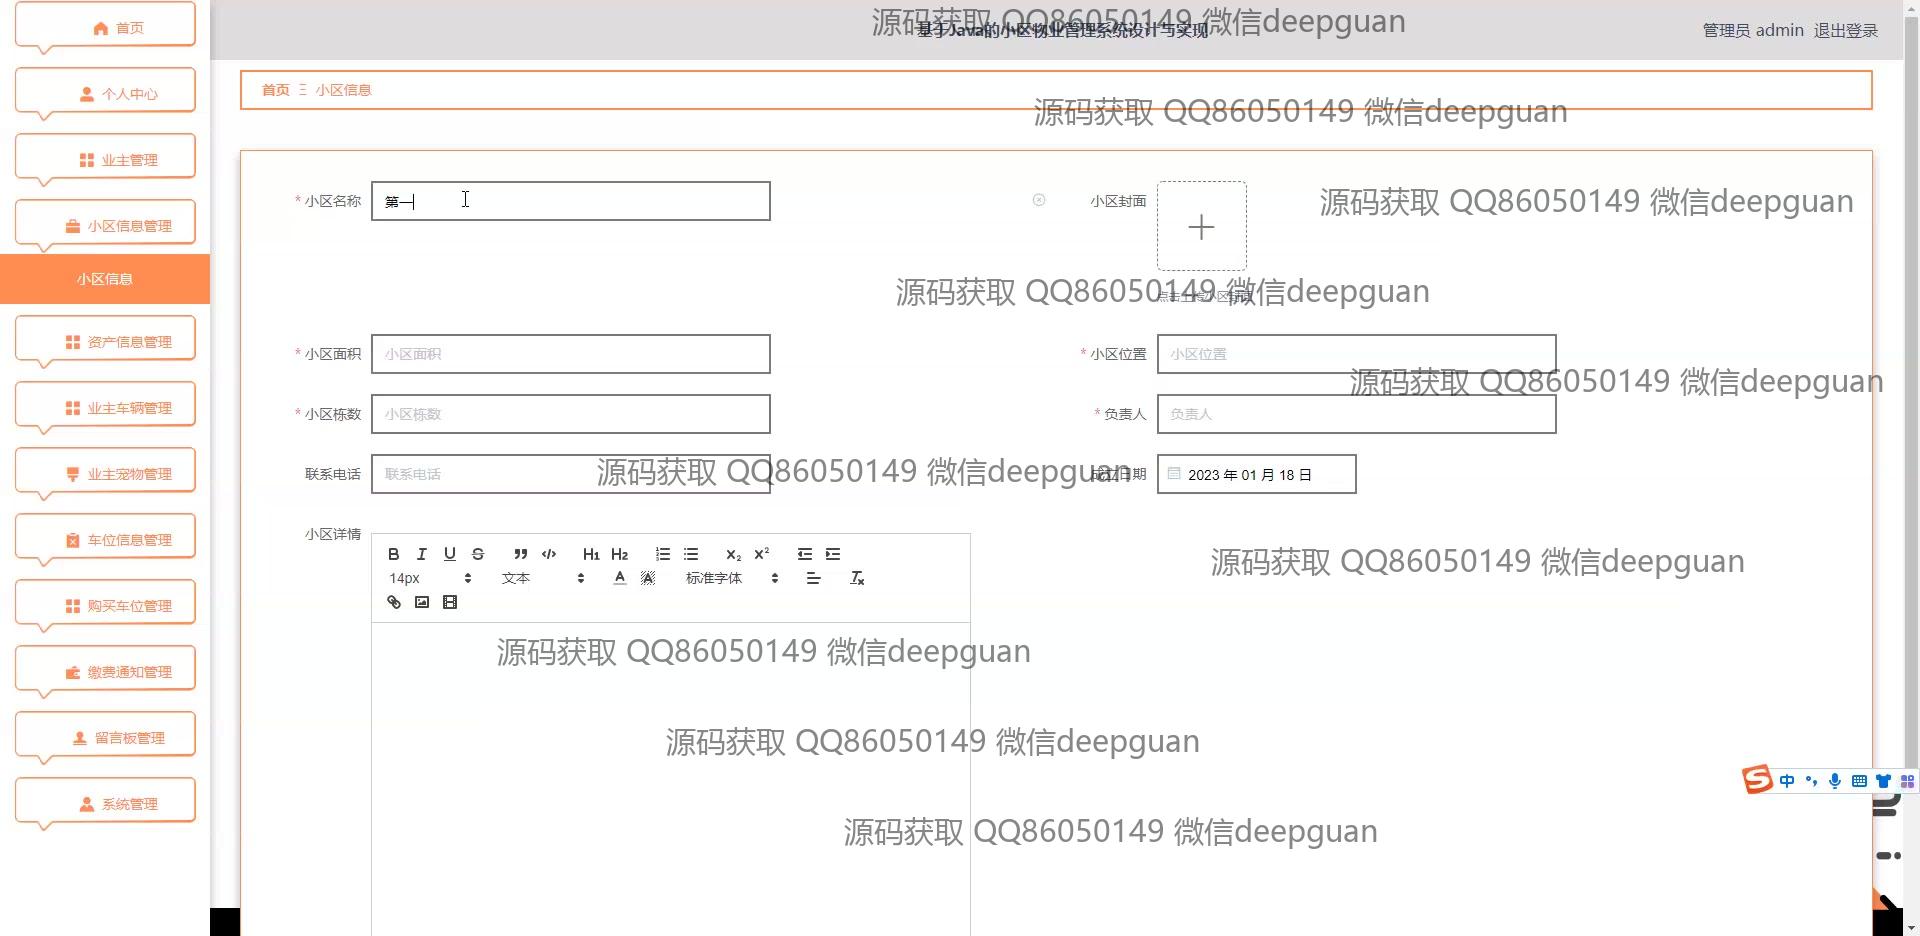 首页
个人中心
业主管理
小区信息管理
小区信息
资产信息管理
业主车辆管理
业主宠物管理
车位信息管理
购买车位管理
缴费通知管理
留言板管理
系统管理
源码获取 QQ86050149 微信deepguan
基于Java的小区物业管理系统设计与实现
管理员 admin 退出登录
首页 Ξ 小区信息
源码获取 QQ86050149 微信deepguan
* 小区名称 第一
小区封面
源码获取 QQ86050149 微信deepguan
源码获取 QQ86050149 微信deepguan
点击上传小区封面
* 小区面积 小区面积
* 小区位置 小区位置
源码获取 QQ86050149 微信deepguan
* 小区栋数 小区栋数
* 负责人 负责人
联系电话 联系电话
源码获取 QQ86050149 微信deepguan
成立日期 2023 年 01 月 18 日
小区详情
B I U S ” </> H1 H2 X2 X2
14px 文本 A A 标准字体 Tx
源码获取 QQ86050149 微信deepguan
源码获取 QQ86050149 微信deepguan
源码获取 QQ86050149 微信deepguan
S 中
源码获取 QQ86050149 微信deepguan